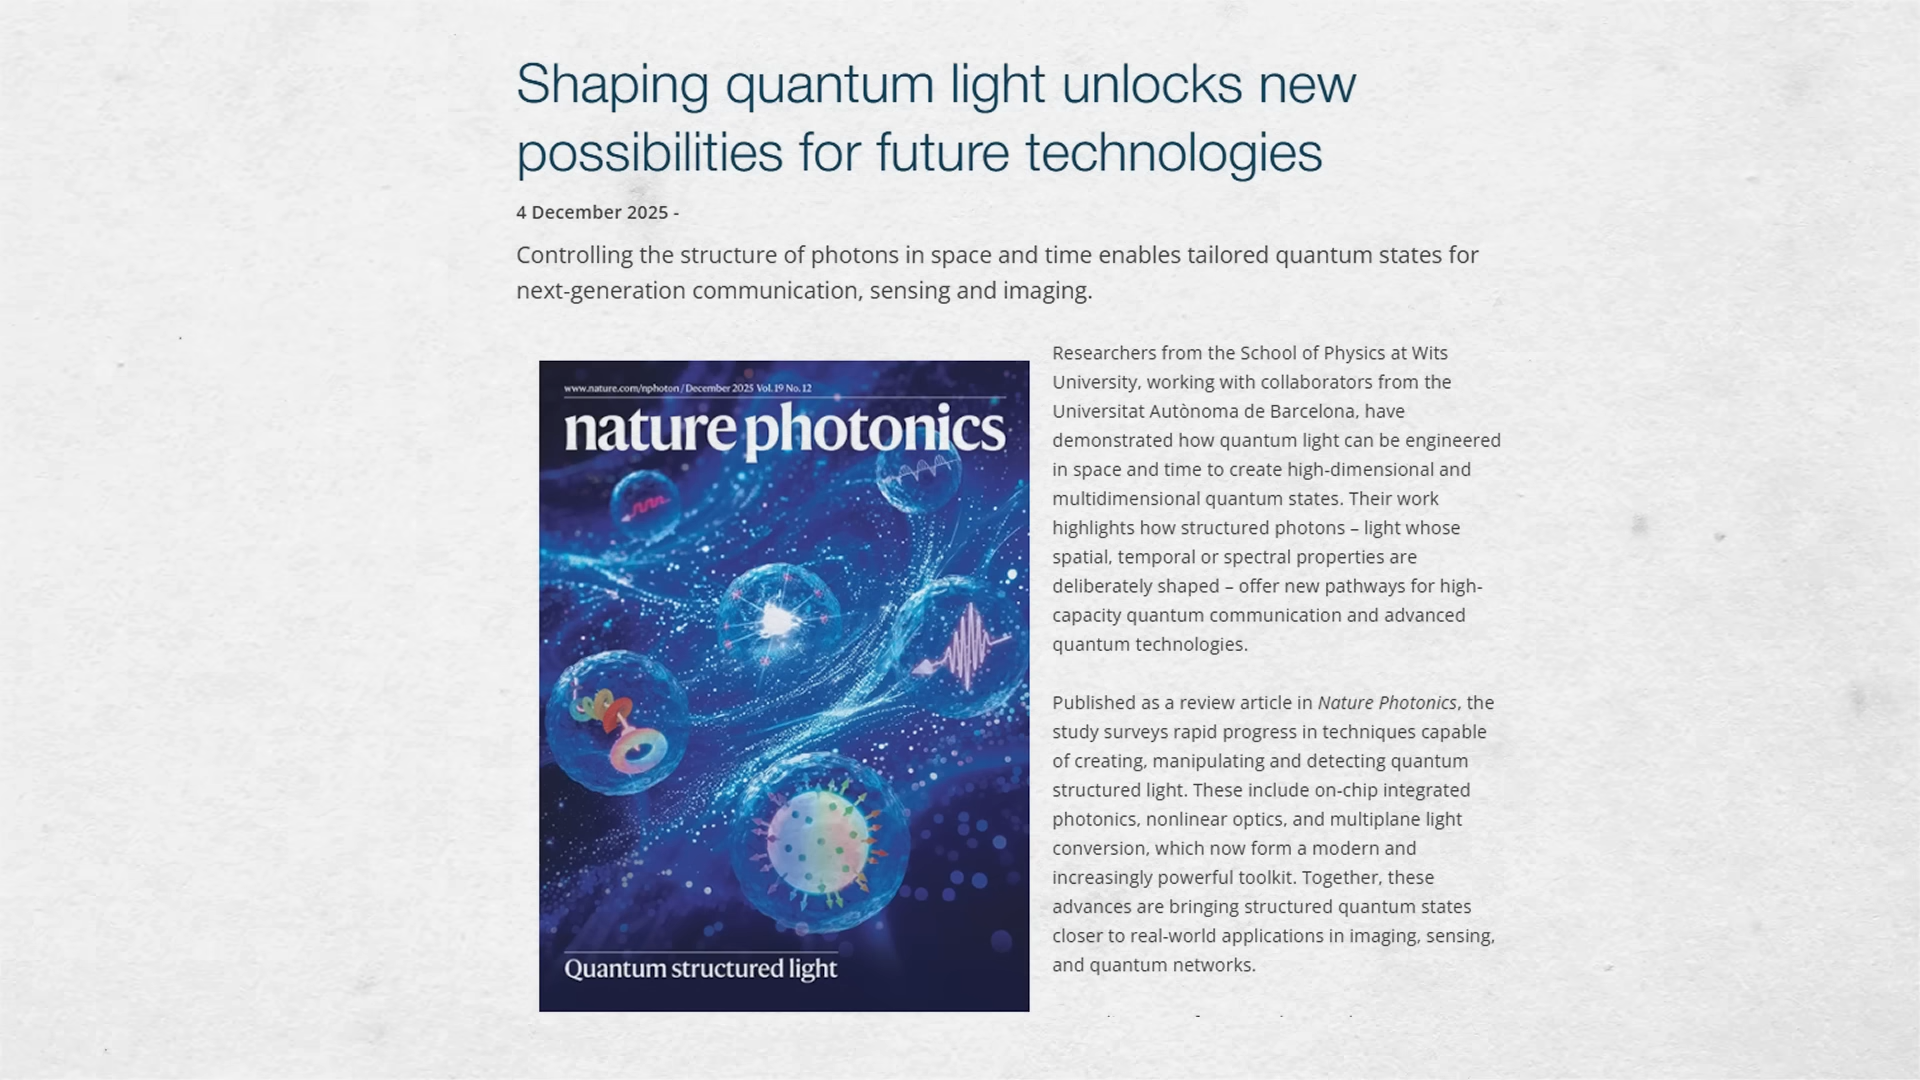 Shaping quantum light unlocks new
possibilities for future technologies
4 December 2025 -
Controlling the structure of photons in space and time enables tailored quantum states for
next-generation communication, sensing and imaging.
www.nature.com/nphoton / December 2025 Vol. 19 No. 12
nature photonics
Quantum structured light
Researchers from the School of Physics at Wits
University, working with collaborators from the
Universitat Autònoma de Barcelona, have
demonstrated how quantum light can be engineered
in space and time to create high-dimensional and
multidimensional quantum states. Their work
highlights how structured photons – light whose
spatial, temporal or spectral properties are
deliberately shaped – offer new pathways for high-
capacity quantum communication and advanced
quantum technologies.
Published as a review article in Nature Photonics, the
study surveys rapid progress in techniques capable
of creating, manipulating and detecting quantum
structured light. These include on-chip integrated
photonics, nonlinear optics, and multiplane light
conversion, which now form a modern and
increasingly powerful toolkit. Together, these
advances are bringing structured quantum states
closer to real-world applications in imaging, sensing,
and quantum networks.